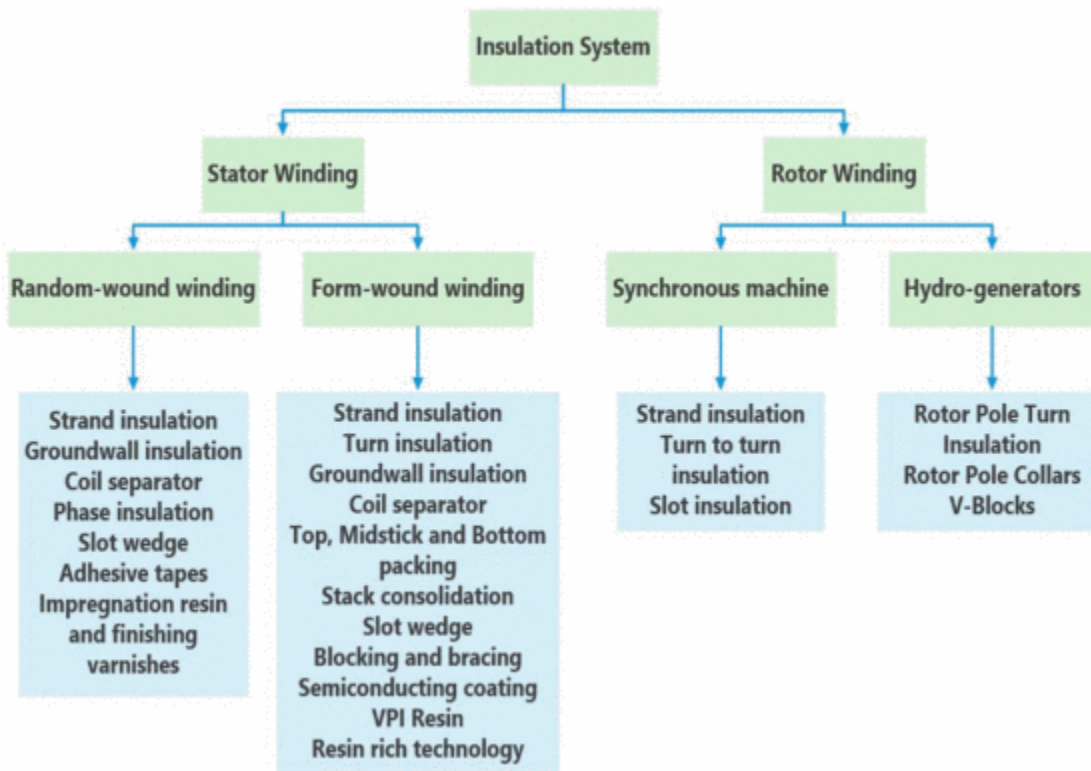 Insulation System
Stator Winding
Rotor Winding
Random-wound winding
Form-wound winding
Synchronous machine
Hydro-generators
Strand insulation
Groundwall insulation
Coil separator
Phase insulation
Slot wedge
Adhesive tapes
Impregnation resin
and finishing
varnishes
Strand insulation
Turn insulation
Groundwall insulation
Coil separator
Top, Midstick and Bottom
packing
Stack consolidation
Slot wedge
Blocking and bracing
Semiconducting coating
VPI Resin
Resin rich technology
Strand insulation
Turn to turn
insulation
Slot insulation
Rotor Pole Turn
Insulation
Rotor Pole Collars
V-Blocks